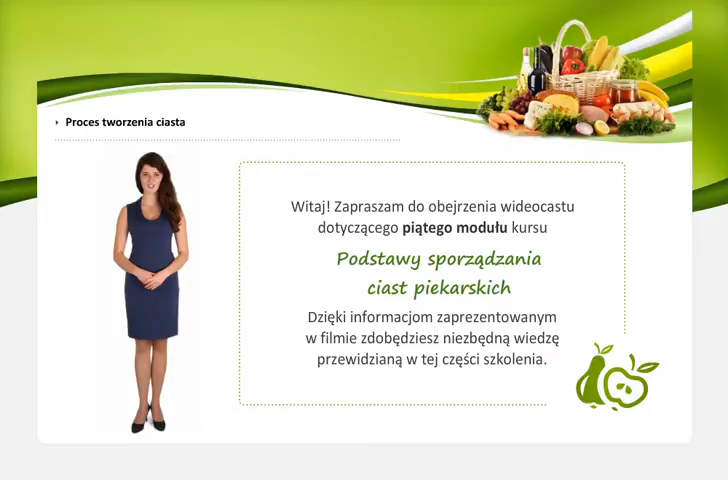 Proces tworzenia ciasta
Witaj! Zapraszam do obejrzenia wideocastu
dotyczącego piątego modułu kursu
Podstawy sporządzania
ciast piekarskich
Dzięki informacjom zaprezentowanym
w filmie zdobędziesz niezbędną wiedzę
przewidzianą w tej części szkolenia.